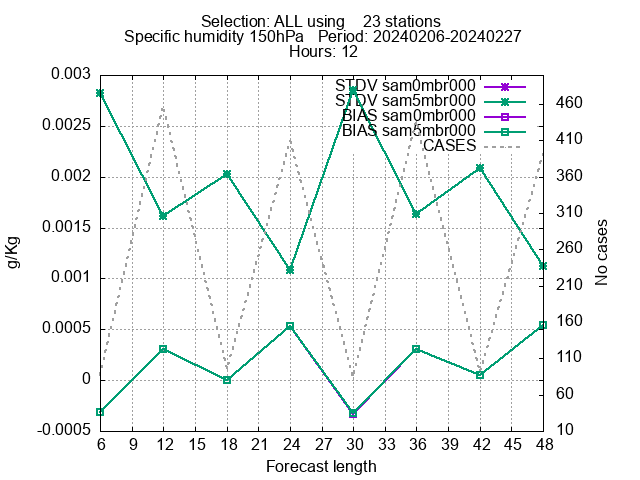 Selection: ALL using    23 stations
Specific humidity 150hPa   Period: 20240206-20240227
Hours: 12
STDV sam0mbr000
STDV sam5mbr000
BIAS sam0mbr000
BIAS sam5mbr000
CASES
g/Kg
0.003
0.0025
0.002
0.0015
0.001
0.0005
0
-0.0005
No cases
460
410
360
310
260
210
160
110
60
10
6 9 12 15 18 21 24 27 30 33 36 39 42 45 48
Forecast length